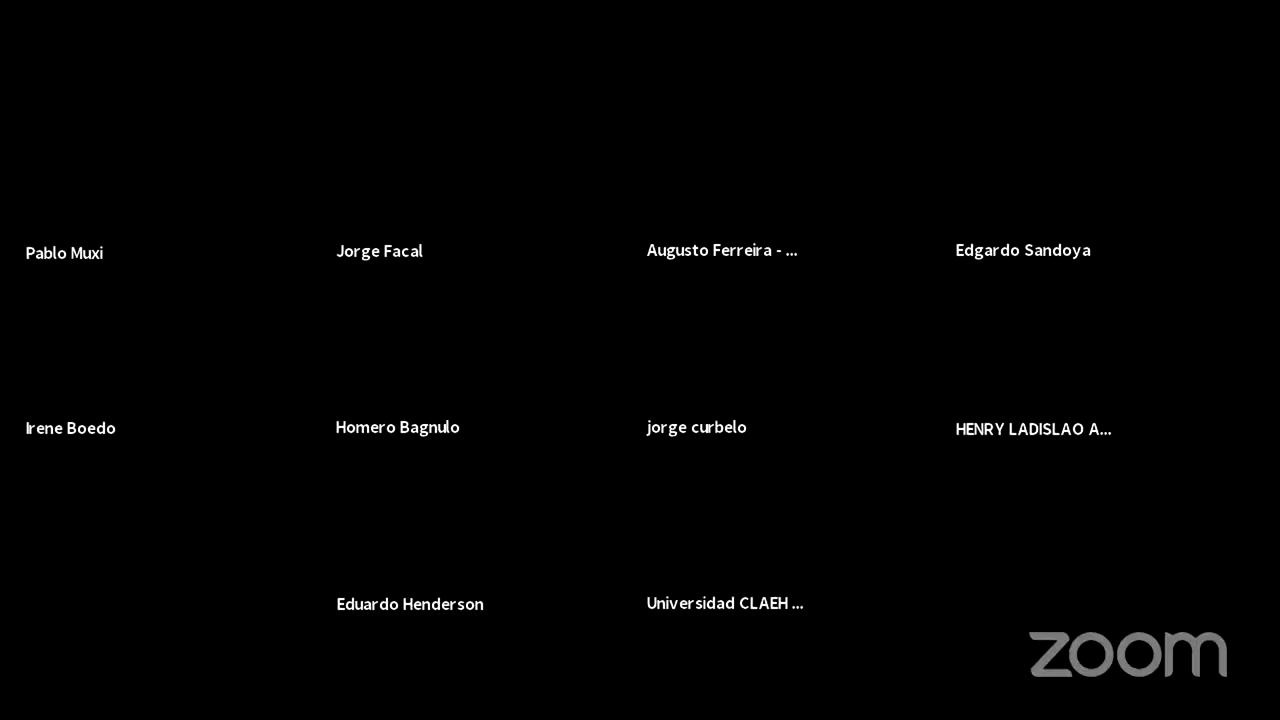 Pablo Muxi
Jorge Facal
Augusto Ferreira - ...
Edgardo Sandoya
Irene Boedo
Homero Bagnulo
jorge curbelo
HENRY LADISLAO A...
Eduardo Henderson
Universidad CLAEH ...
zoom